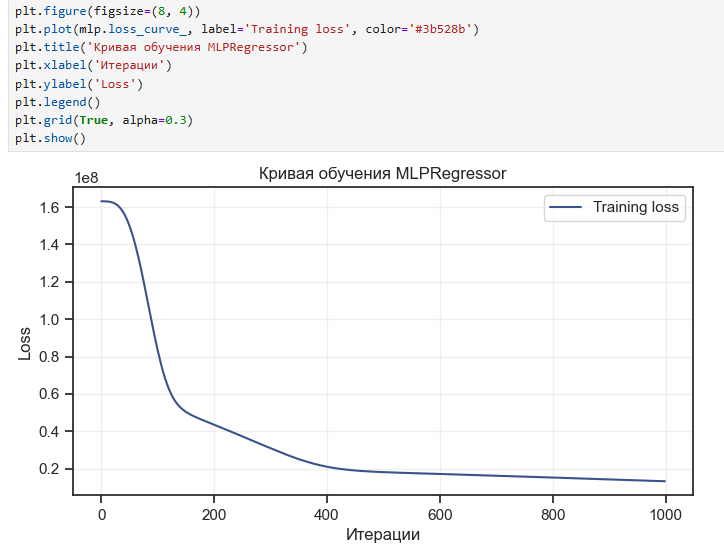 plt.figure(figsize=(8, 4))
plt.plot(mlp.loss_curve_, label='Training loss', color='#3b528b')
plt.title('Кривая обучения MLPRegressor')
plt.xlabel('Итерации')
plt.ylabel('Loss')
plt.legend()
plt.grid(True, alpha=0.3)
plt.show()
Кривая обучения MLPRegressor
1e8
Training loss
1.6
1.4
1.2
1.0
0.8
0.6
0.4
0.2
Loss
0 200 400 600 800 1000
Итерации